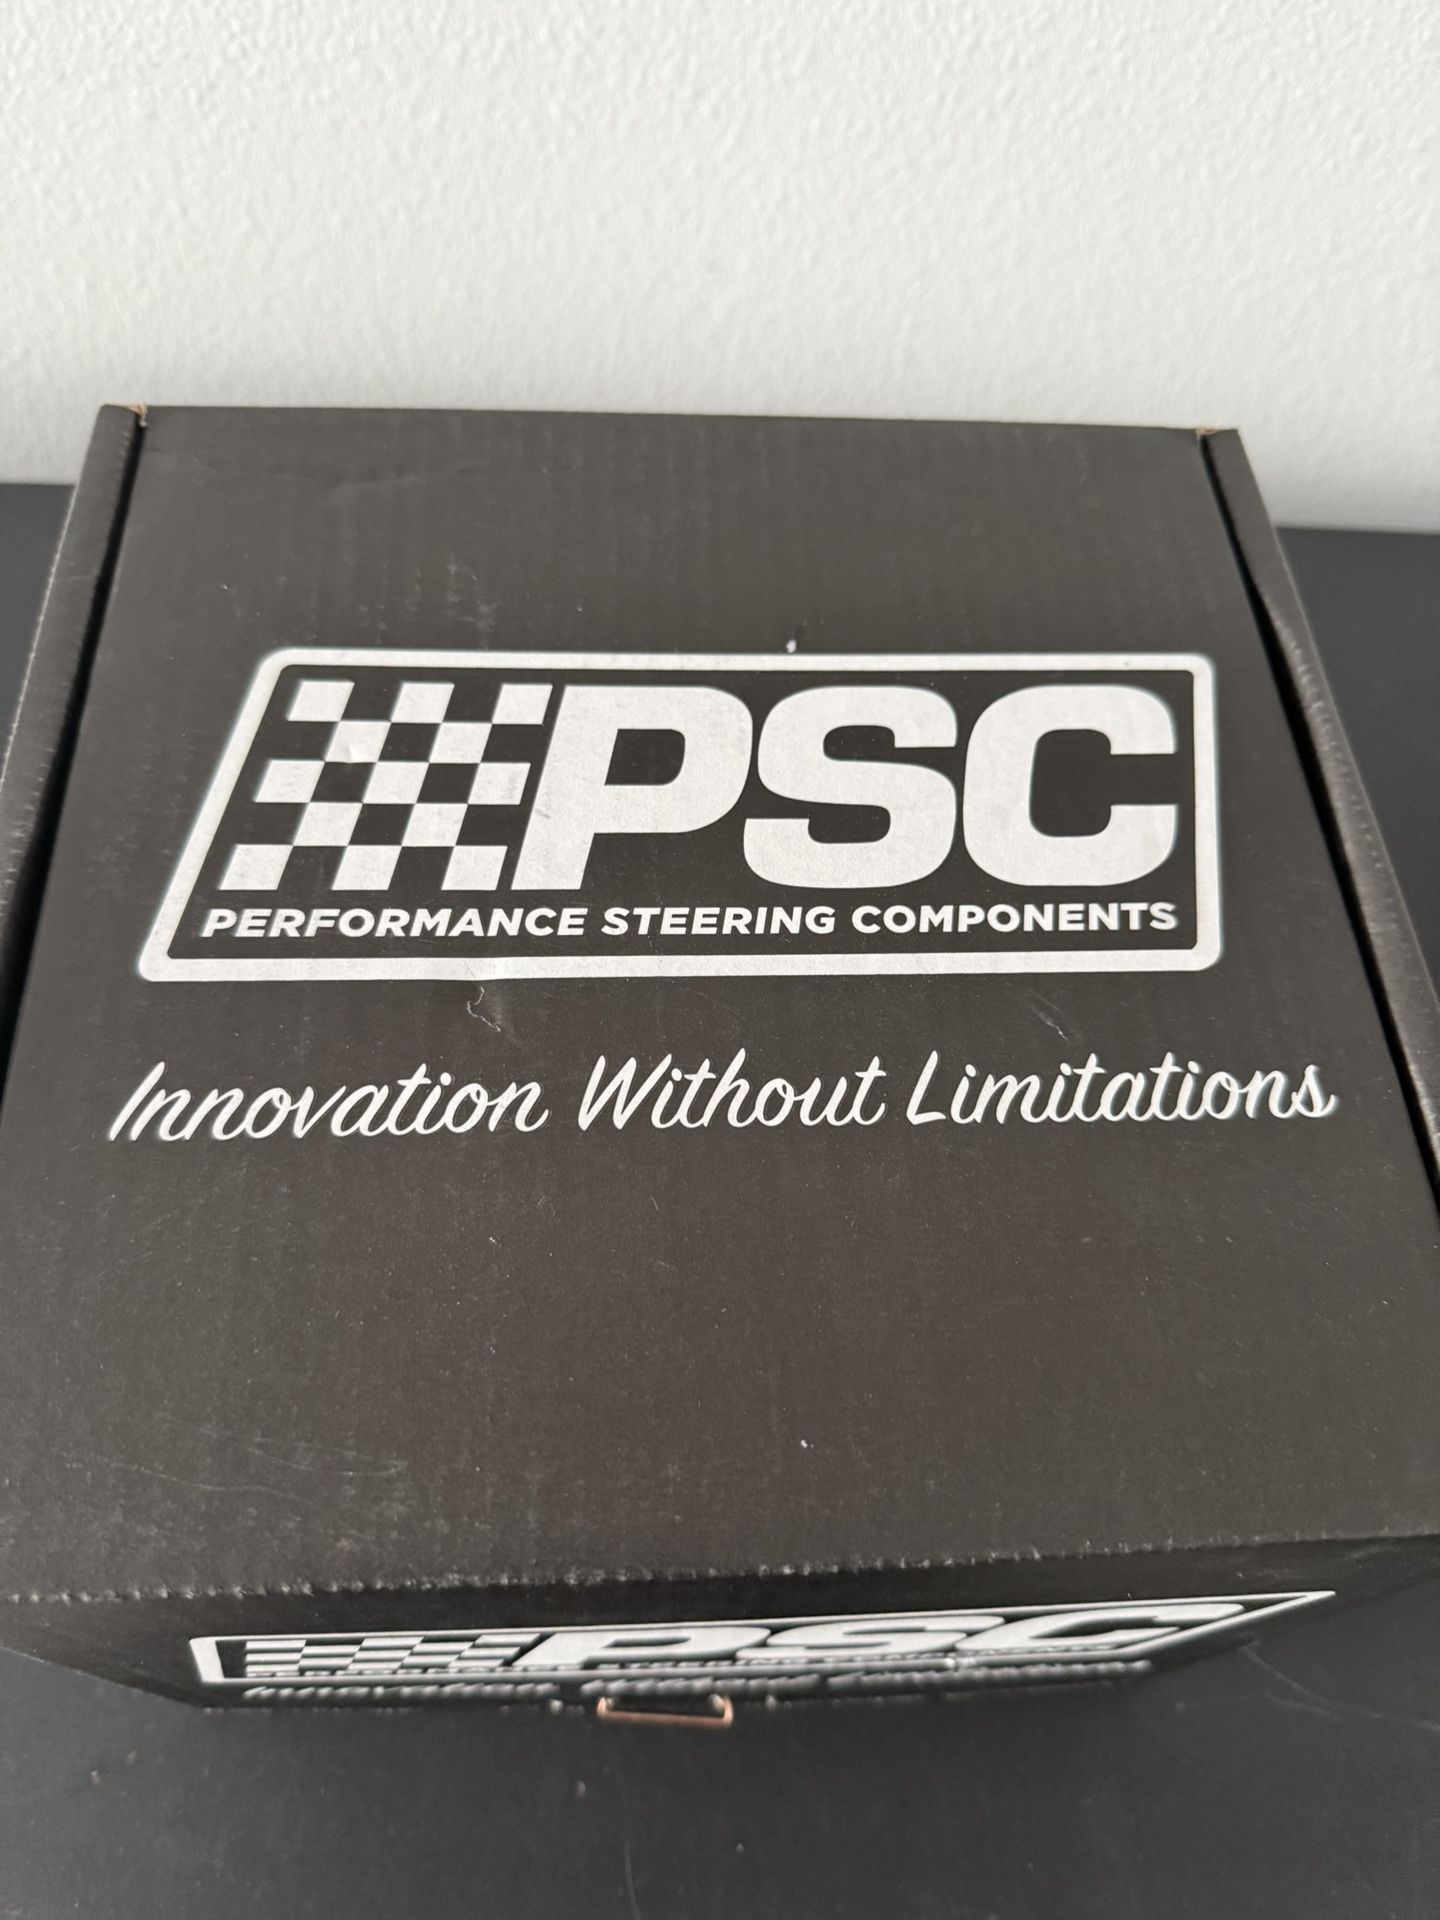 PSC
PERFORMANCE STEERING COMPONENTS
Innovation Without Limitations
PSC